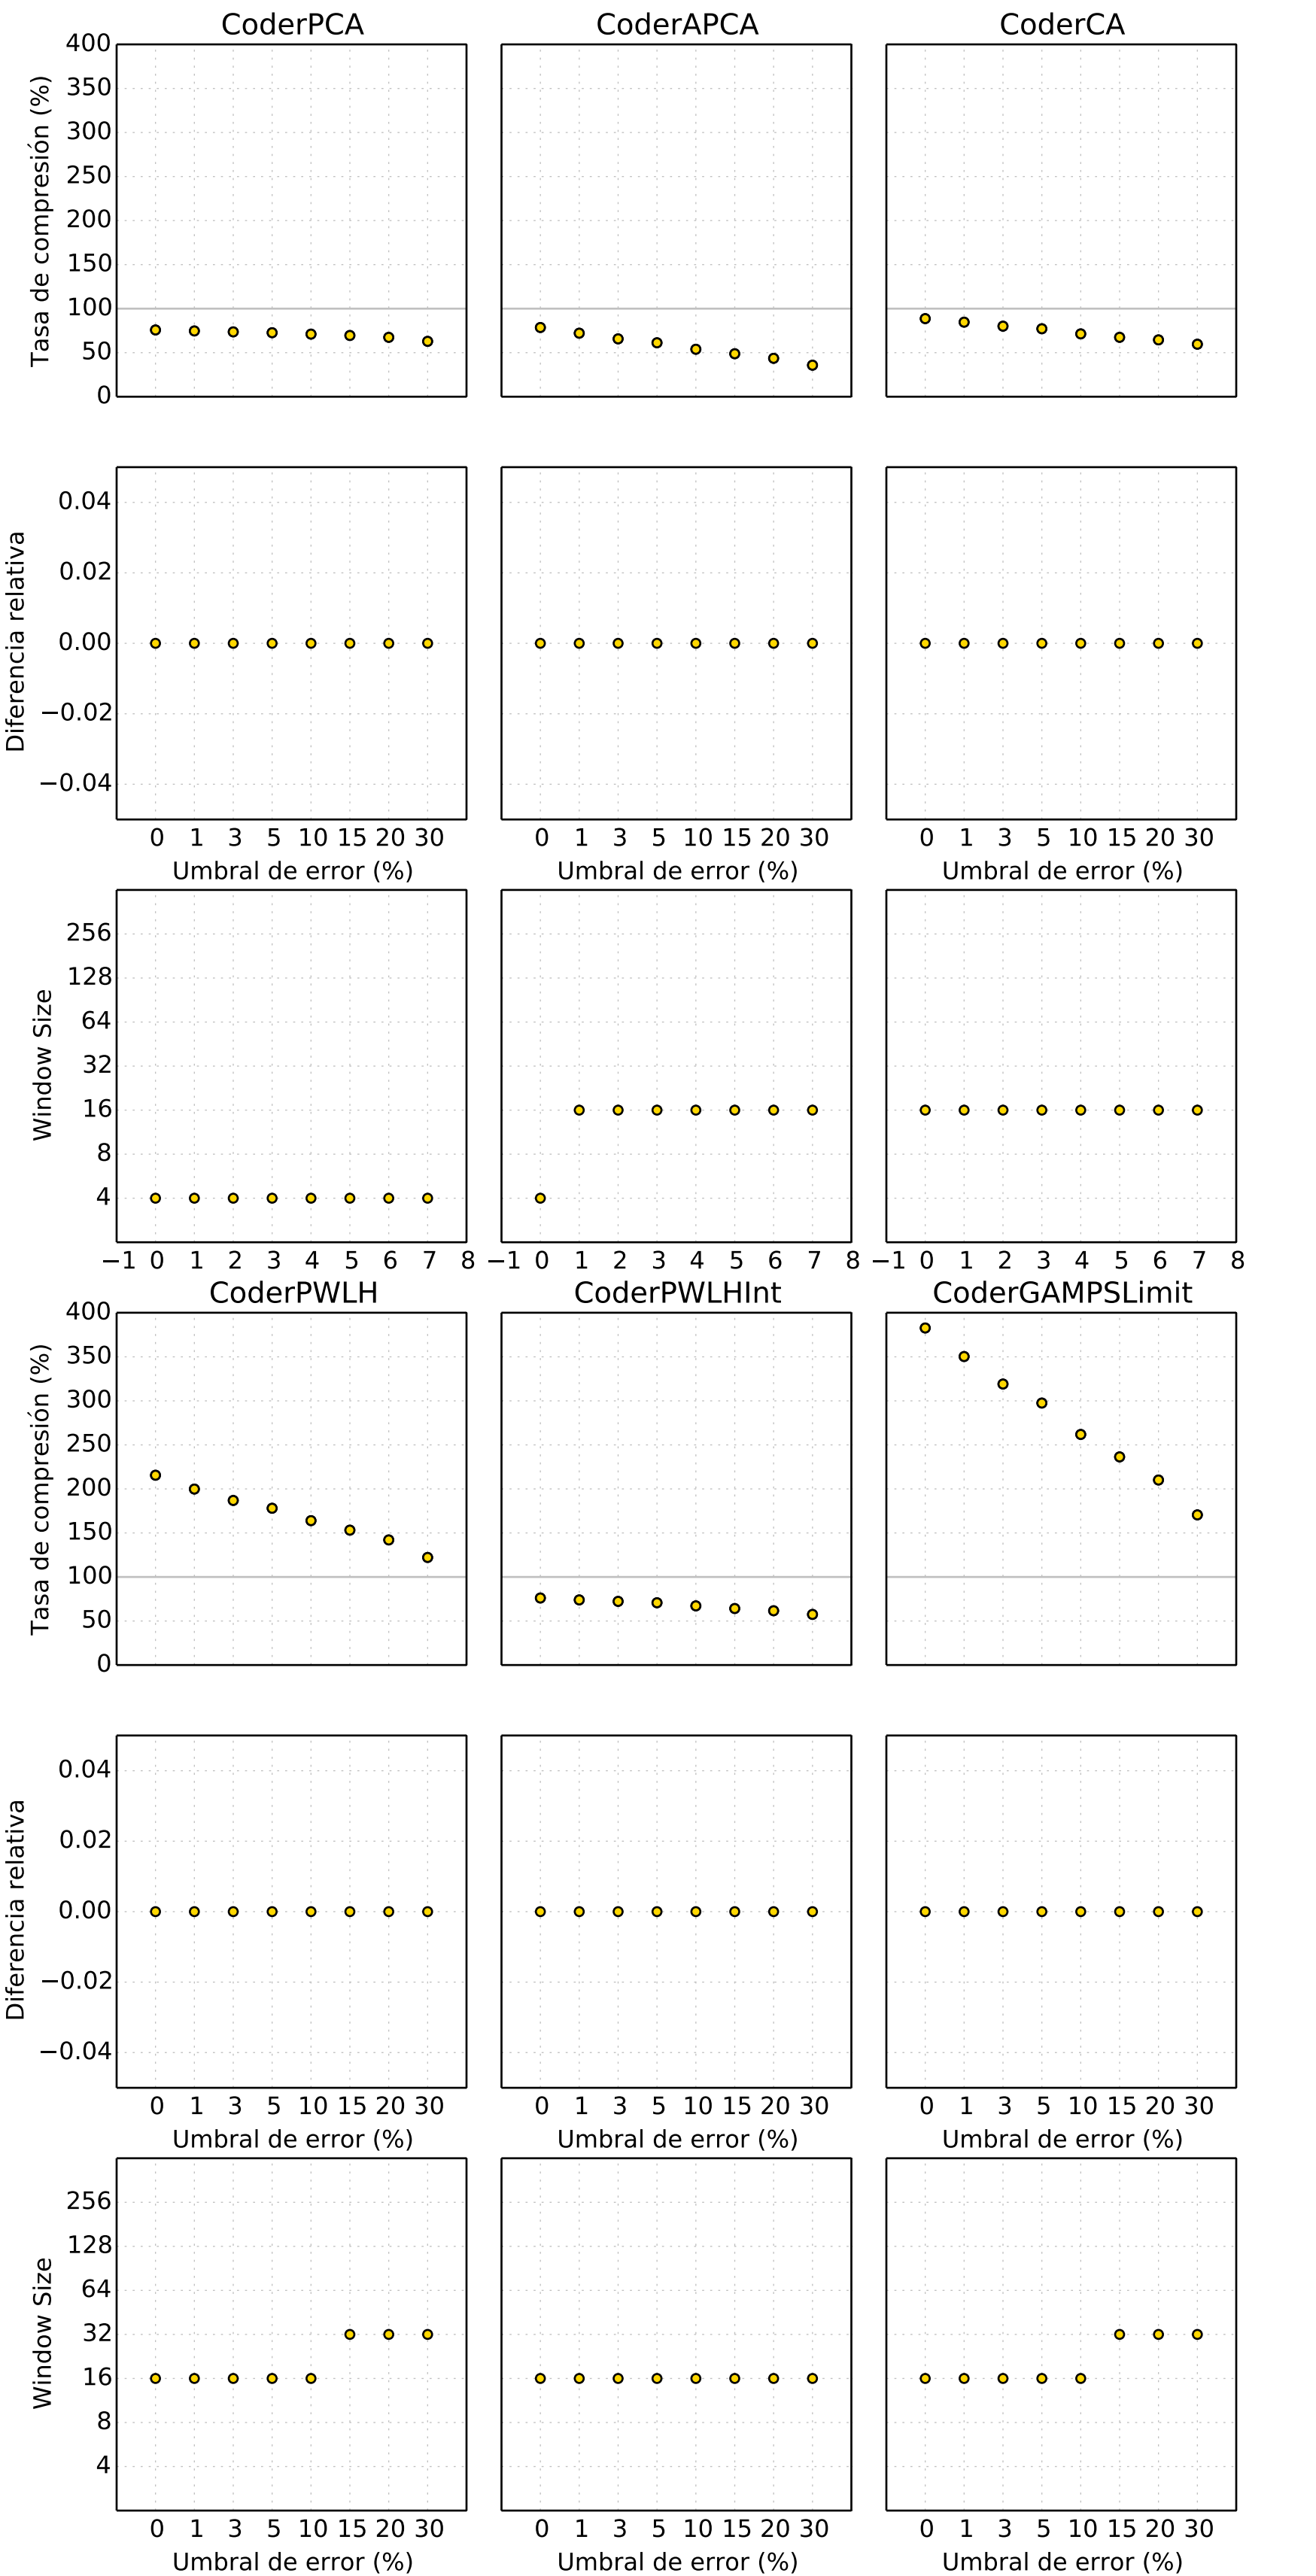 CoderPCA CoderAPCA CoderCA
Tasa de compresión (%)
400
350
300
250
200
150
100
50
0
Diferencia relativa
0.04
0.02
0.00
−0.02
−0.04
0 1 3 5 10 15 20 30 0 1 3 5 10 15 20 30 0 1 3 5 10 15 20 30
Umbral de error (%) Umbral de error (%) Umbral de error (%)
Window Size
256
128
64
32
16
8
4
−1 0 1 2 3 4 5 6 7 8 −1 0 1 2 3 4 5 6 7 8 −1 0 1 2 3 4 5 6 7 8
CoderPWLH CoderPWLHInt CoderGAMPSLimit
Tasa de compresión (%)
400
350
300
250
200
150
100
50
0
Diferencia relativa
0.04
0.02
0.00
−0.02
−0.04
0 1 3 5 10 15 20 30 0 1 3 5 10 15 20 30 0 1 3 5 10 15 20 30
Umbral de error (%) Umbral de error (%) Umbral de error (%)
Window Size
256
128
64
32
16
8
4
0 1 3 5 10 15 20 30 0 1 3 5 10 15 20 30 0 1 3 5 10 15 20 30
Umbral de error (%) Umbral de error (%) Umbral de error (%)